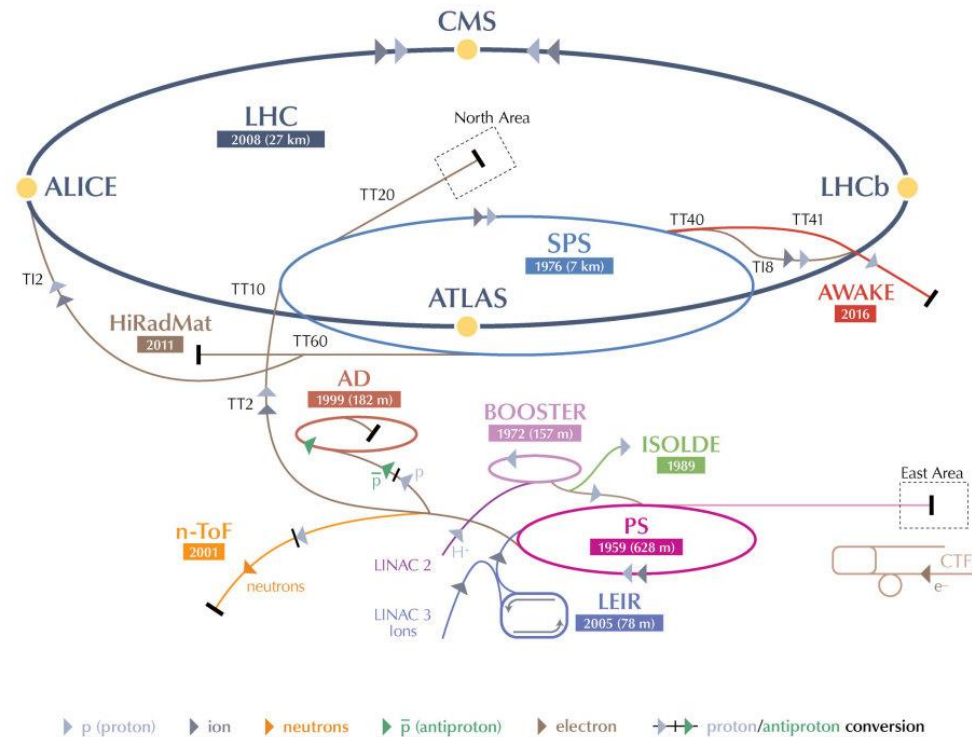 CMS
LHC
2008 (27 km)
North Area
ALICE
TT20
LHCb
TT40
TT41
SPS
1976 (7 km)
TI2
TI8
TT10
ATLAS
AWAKE
2016
HiRadMat
2011
TT60
AD
1999 (182 m)
TT2
BOOSTER
1972 (157 m)
ISOLDE
1989
p̅
p
East Area
n-ToF
2001
PS
1959 (628 m)
H⁺
LINAC 2
neutrons
CTF
e–
LINAC 3
Ions
LEIR
2005 (78 m)
p (proton)
ion
neutrons
p̅ (antiproton)
electron
proton/antiproton conversion